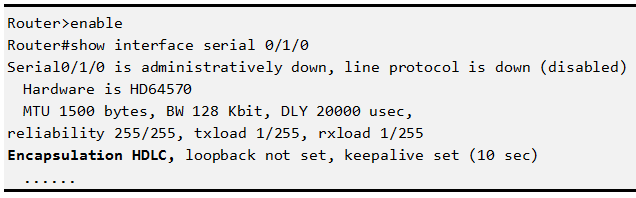 Router>enable
Router#show interface serial 0/1/0
Serial0/1/0 is administratively down, line protocol is down (disabled)
Hardware is HD64570
MTU 1500 bytes, BW 128 Kbit, DLY 20000 usec,
reliability 255/255, txload 1/255, rxload 1/255
Encapsulation HDLC, loopback not set, keepalive set (10 sec)
......